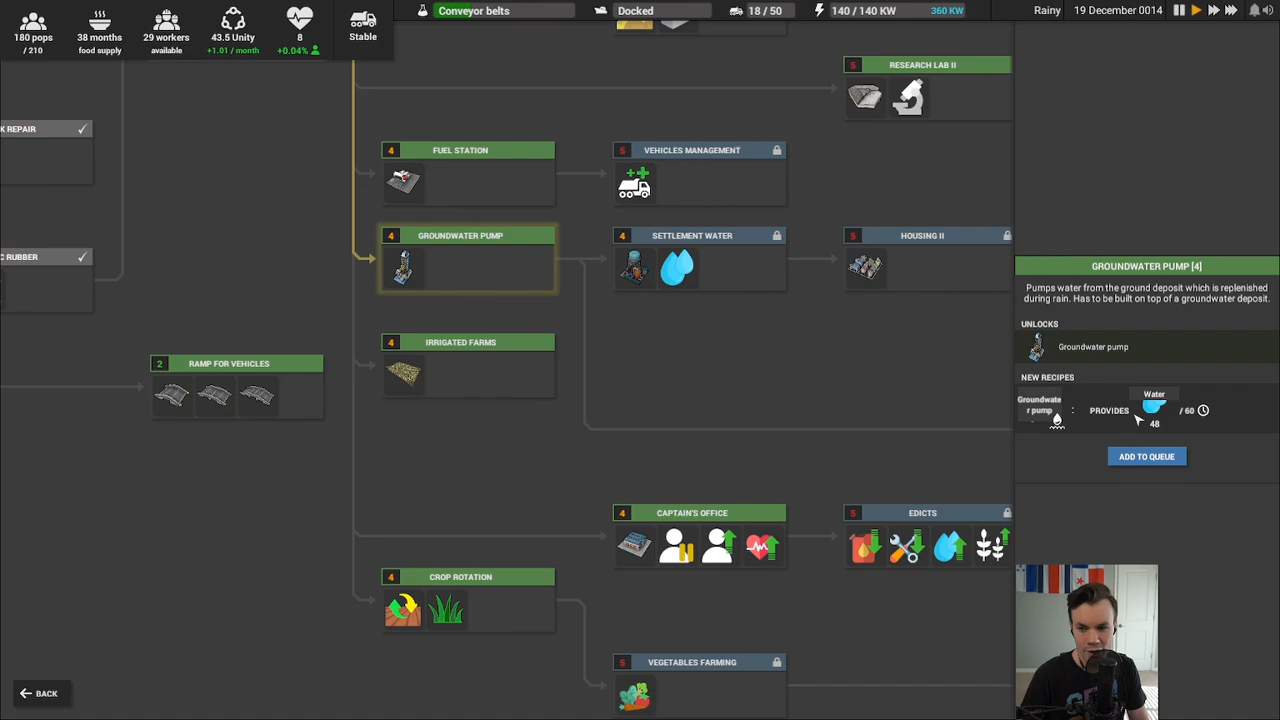 Conveyor belts
Docked
18 / 50
140 / 140 KW
360 KW
Rainy
19 December 0014
180 pops
/ 210
38 months
food supply
29 workers
available
43.5 Unity
+1.01 / month
8
+0.04%
Stable
5 RESEARCH LAB II
K REPAIR
4 FUEL STATION
5 VEHICLES MANAGEMENT
4 GROUNDWATER PUMP
4 SETTLEMENT WATER
5 HOUSING II
C RUBBER
4 IRRIGATED FARMS
2 RAMP FOR VEHICLES
4 CAPTAIN'S OFFICE
5 EDICTS
4 CROP ROTATION
5 VEGETABLES FARMING
BACK
GROUNDWATER PUMP [4]
Pumps water from the ground deposit which is replenished
during rain. Has to be built on top of a groundwater deposit.
UNLOCKS
Groundwater pump
NEW RECIPES
Water
Groundwate
r pump
:
PROVIDES
/ 60
48
ADD TO QUEUE